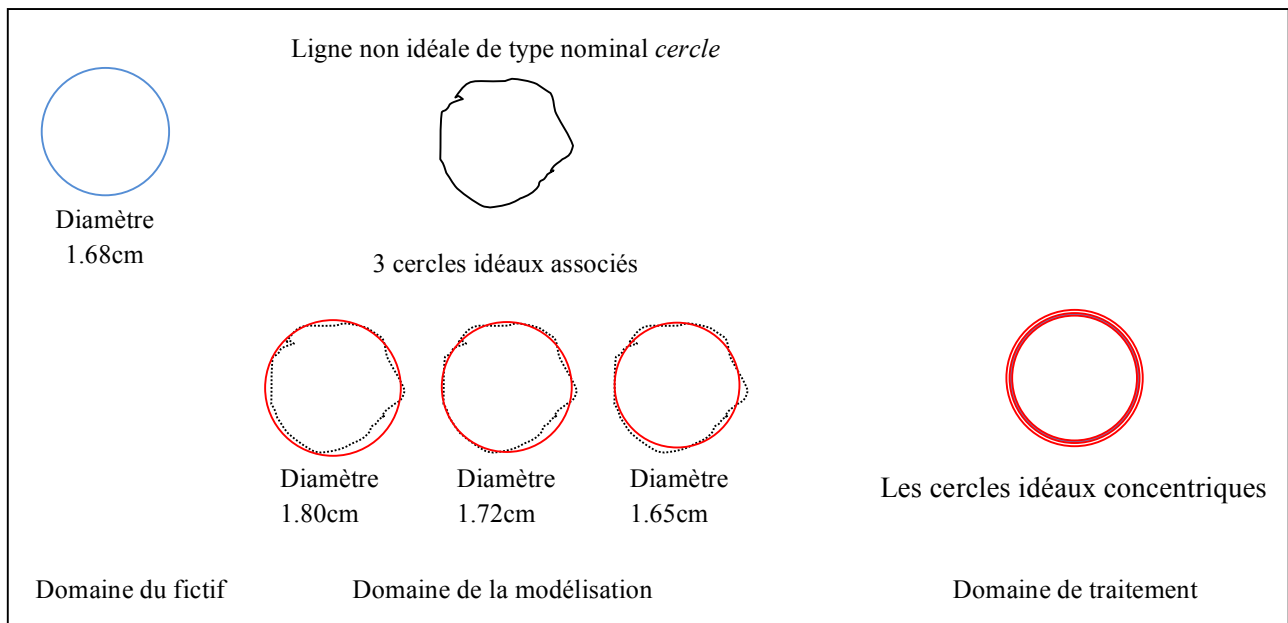 Ligne non idéale de type nominal cercle
Diamètre
1.68cm
3 cercles idéaux associés
Diamètre
1.80cm
Diamètre
1.72cm
Diamètre
1.65cm
Les cercles idéaux concentriques
Domaine du fictif
Domaine de la modélisation
Domaine de traitement